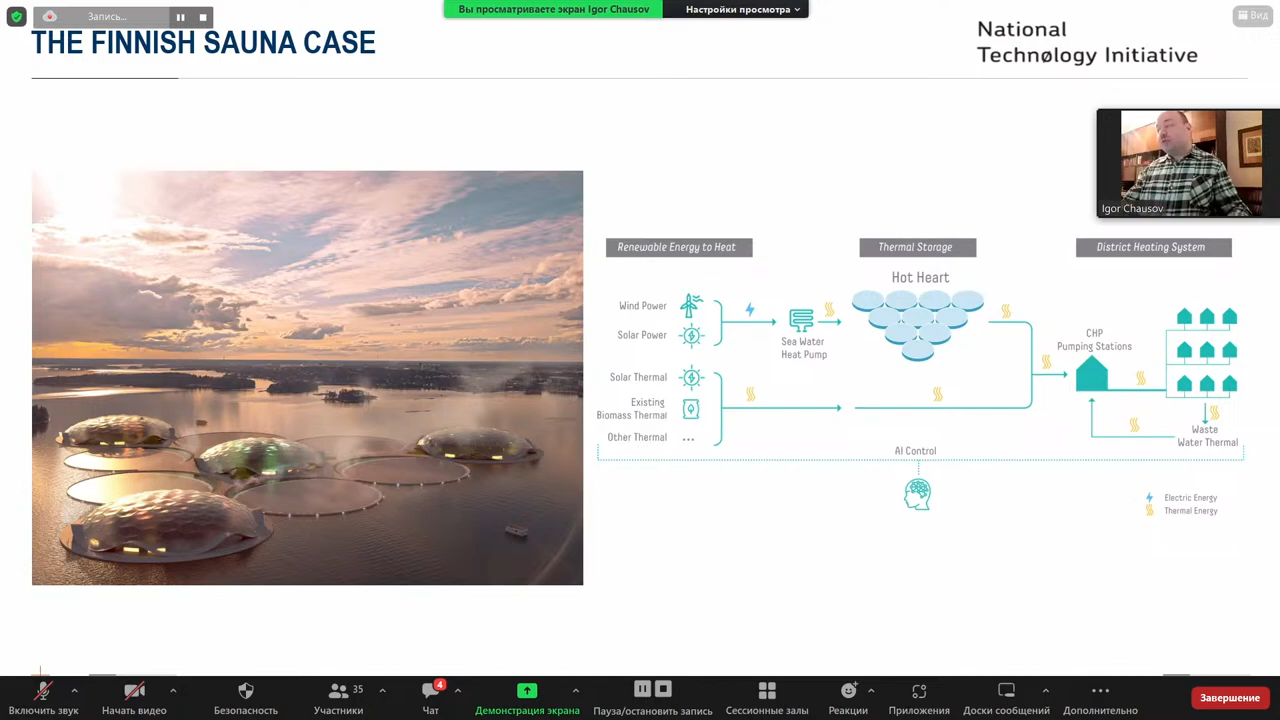 Запись...
Вы просматриваете экран Igor Chausov
Настройки просмотра
Вид
THE FINNISH SAUNA CASE
National
Technøløgy Initiative
Igor Chausov
Renewable Energy to Heat
Thermal Storage
District Heating System
Hot Heart
Wind Power
Solar Power
Sea Water
Heat Pump
CHP
Pumping Stations
Solar Thermal
Existing
Biomass Thermal
Other Thermal
...
Waste
Water Thermal
AI Control
Electric Energy
Thermal Energy
Включить звук
Начать видео
Безопасность
35
Участники
4
Чат
Демонстрация экрана
Пауза/остановить запись
Сессионные залы
Реакции
Приложения
Доски сообщений
Дополнительно
Завершение